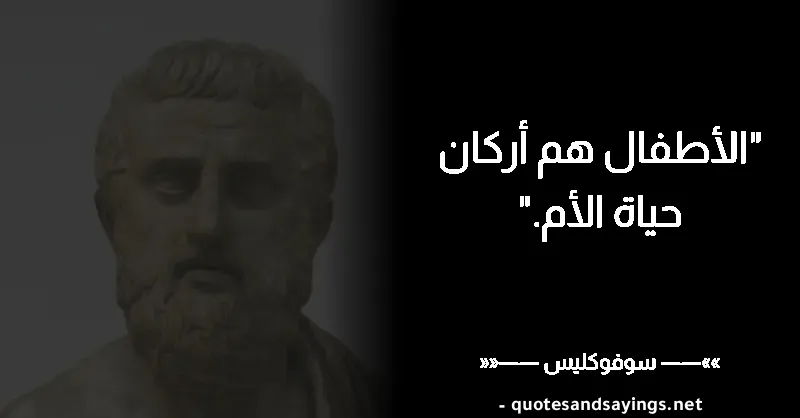 "الأطفال هم أركان
حياة الأم."
»»—— سوفوكليس ——««
- quotesandsayings.net